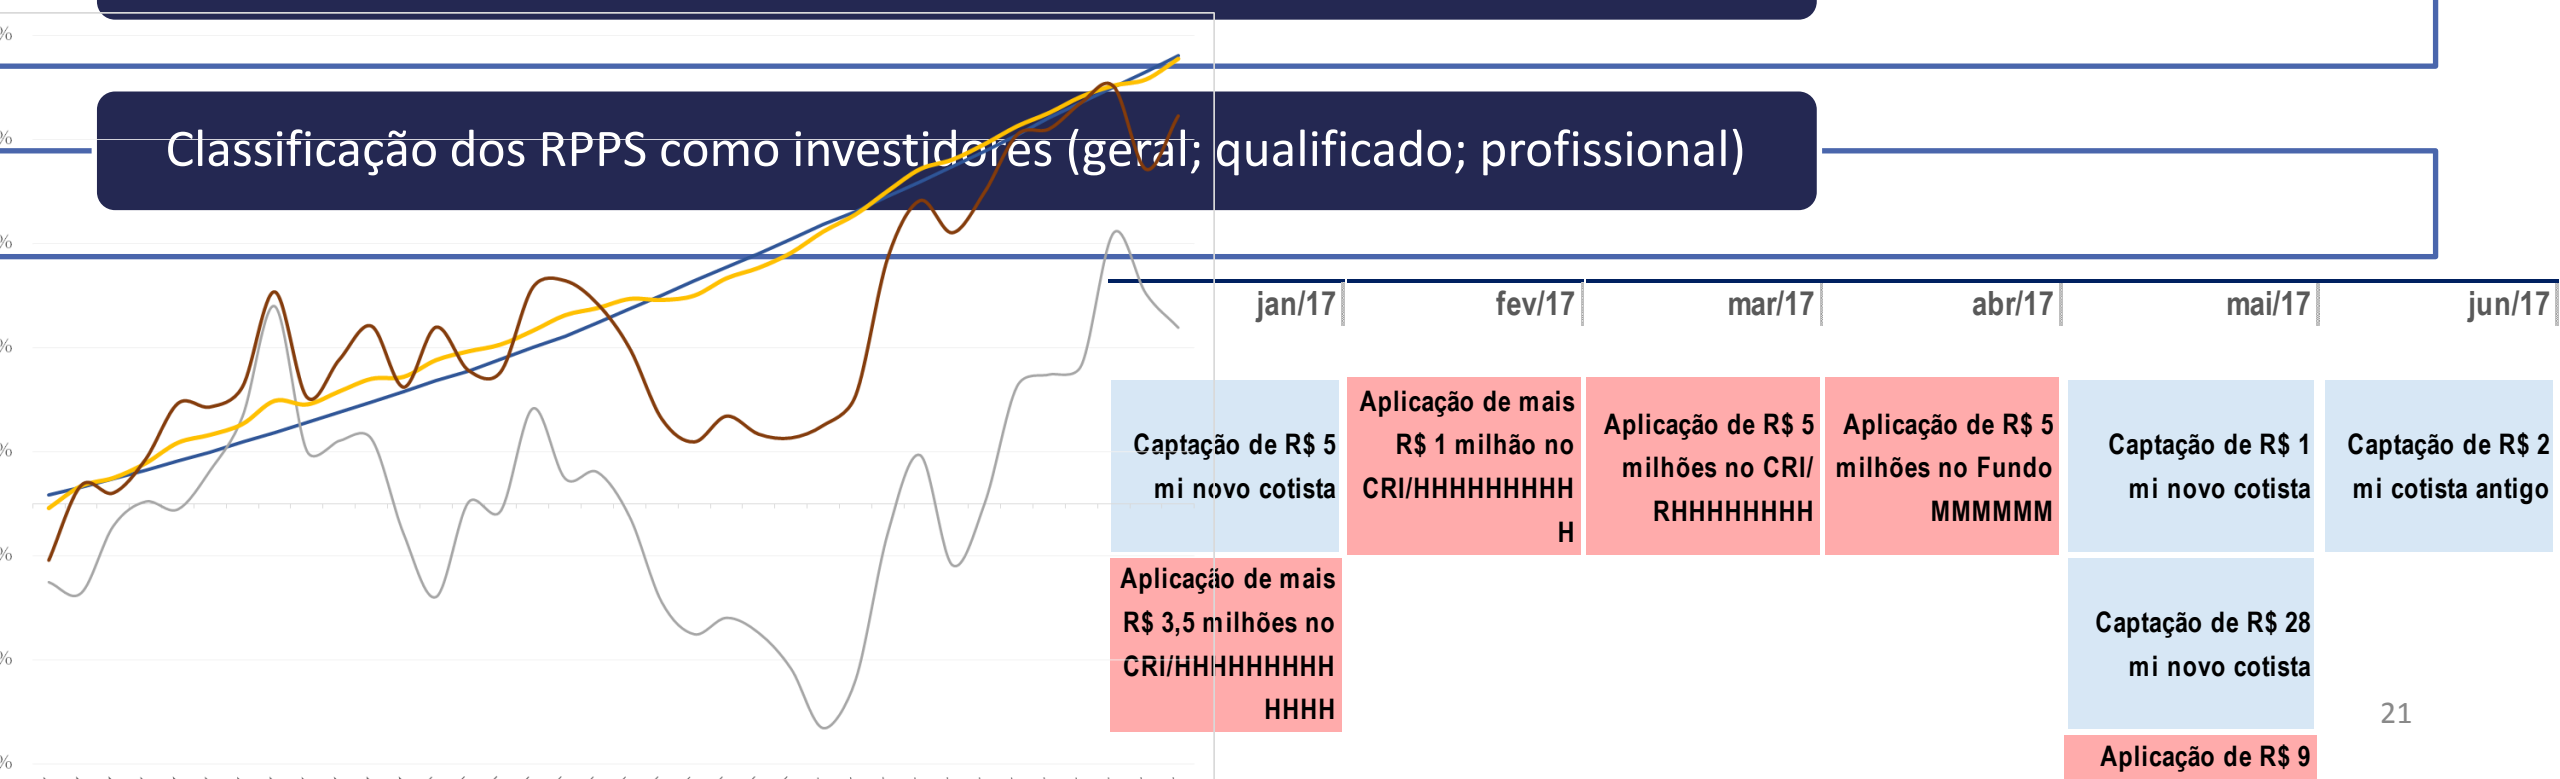 %
%
%
%
%
%
%
%
Classificação dos RPPS como investidores (geral; qualificado; profissional)
jan/17
fev/17
mar/17
abr/17
mai/17
jun/17
Captação de R$ 5
mi novo cotista
Aplicação de mais
R$ 1 milhão no
CRI/HHHHHHHHH
H
Aplicação de R$ 5
milhões no CRI/
RHHHHHHHH
Aplicação de R$ 5
milhões no Fundo
MMMMMM
Captação de R$ 1
mi novo cotista
Captação de R$ 2
mi cotista antigo
Aplicação de mais
R$ 3,5 milhões no
CRI/HHHHHHHHH
HHHH
Captação de R$ 28
mi novo cotista
Aplicação de R$ 9
21